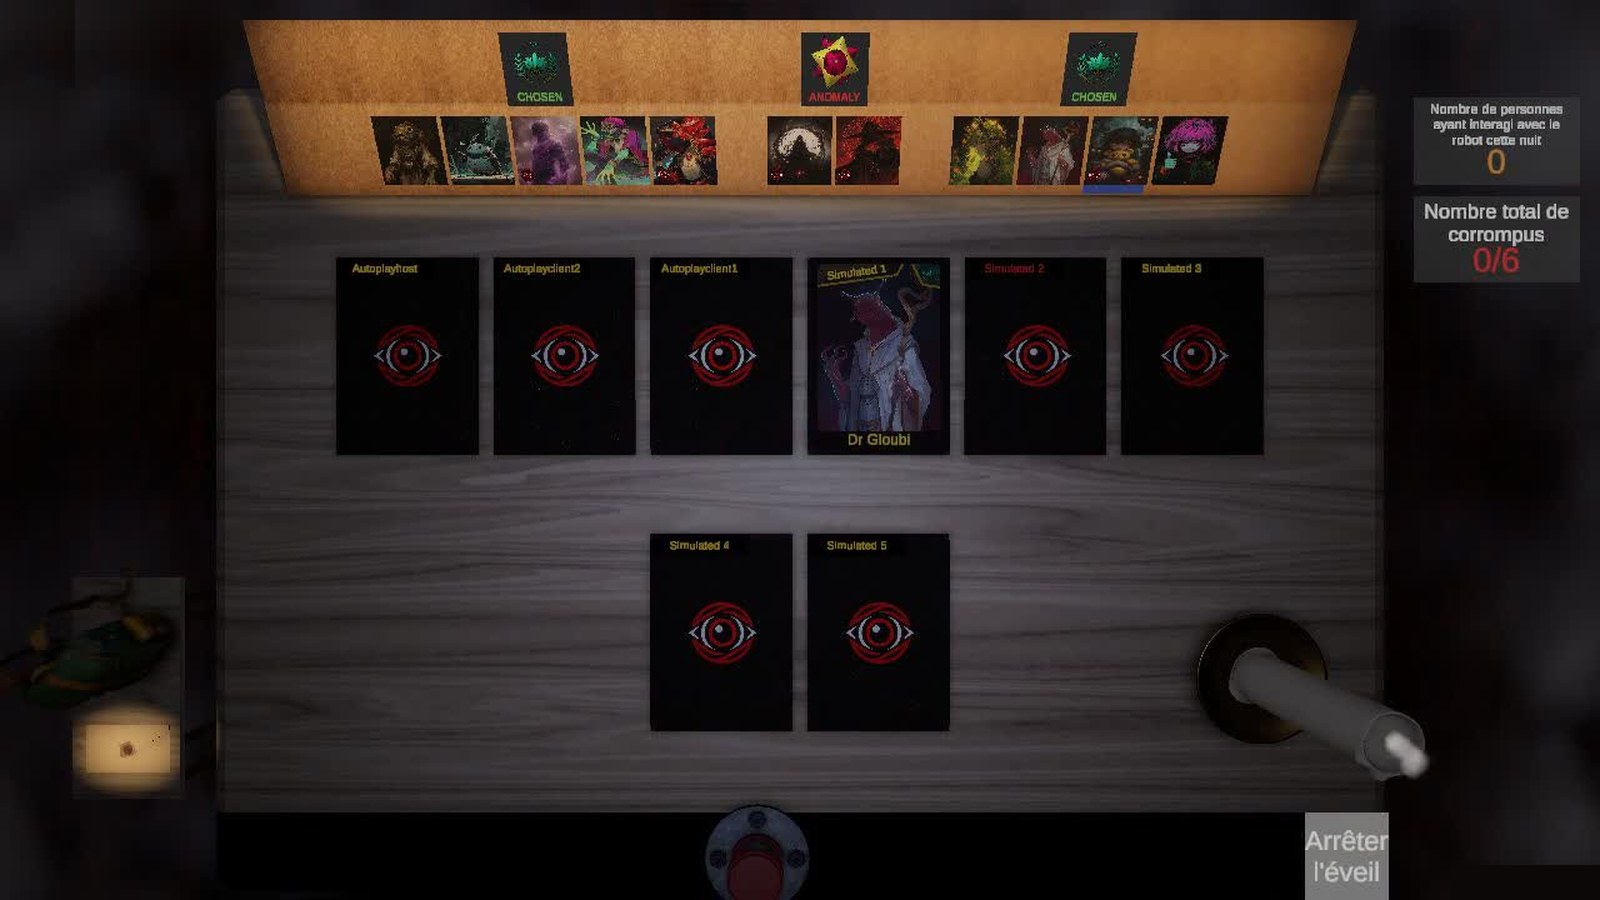 CHOSEN
ANOMALY
CHOSEN
Nombre de personnes
ayant interagi avec le
robot cette nuit
0
Nombre total de
corrompus
0/6
Autoplayhost
Autoplayclient2
Autoplayclient1
Simulated 1
Simulated 2
Simulated 3
Dr Gloubi
Simulated 4
Simulated 5
Arrêter
l'éveil